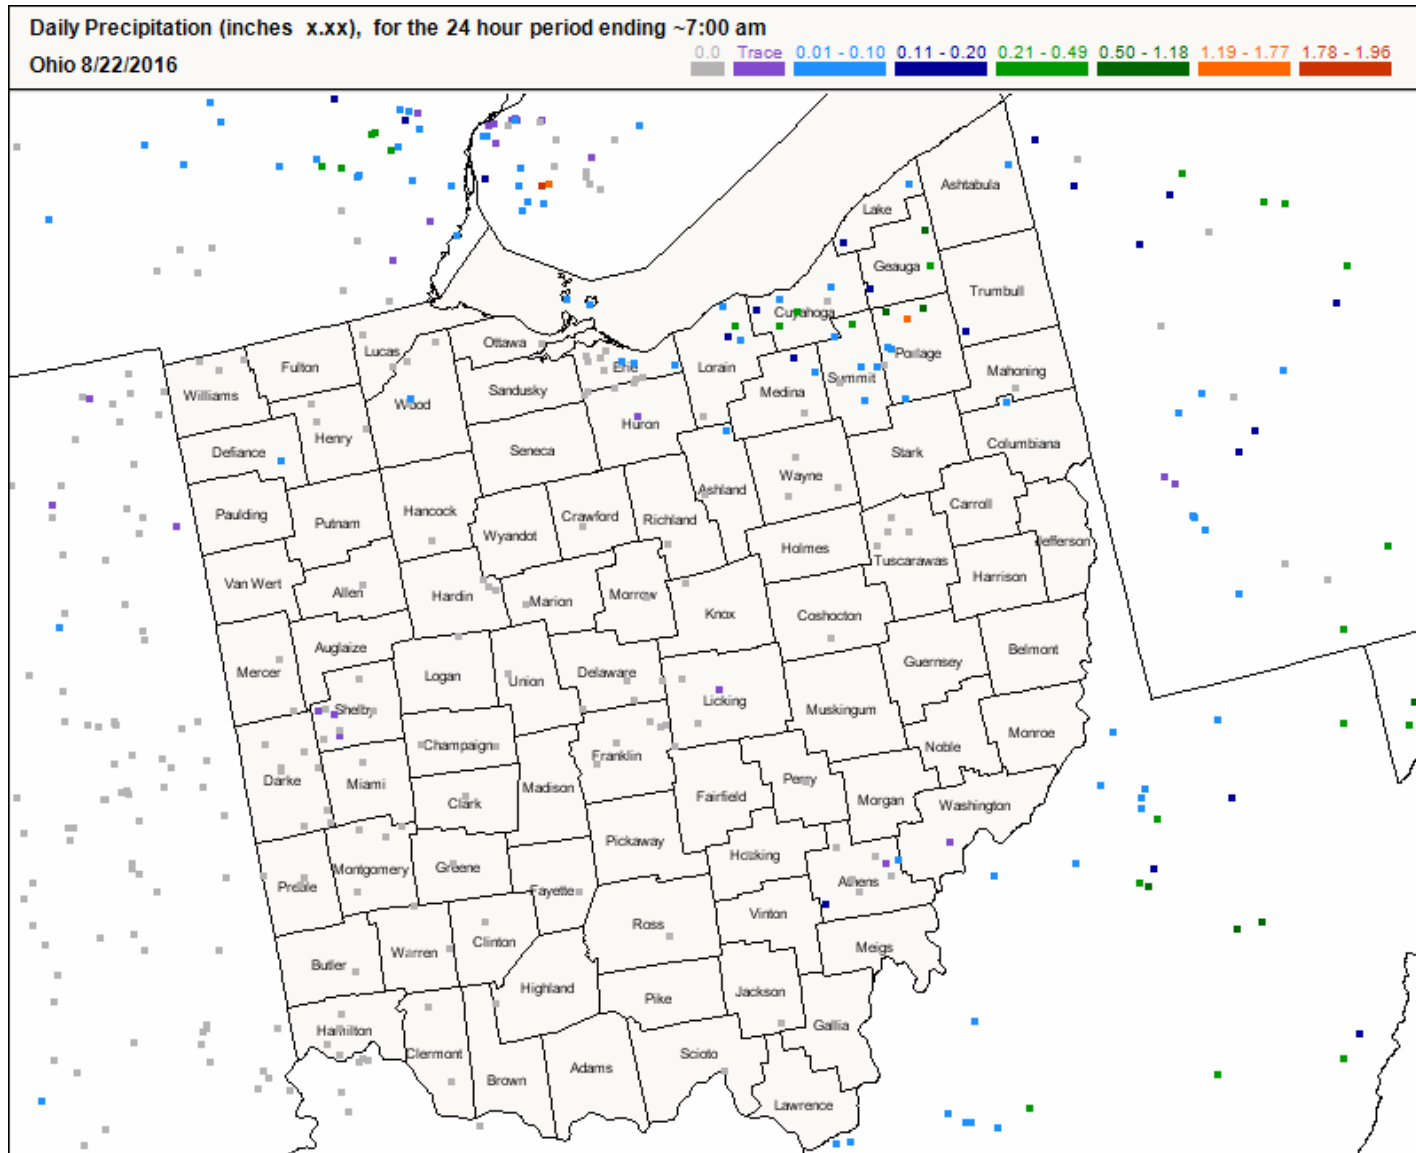 Daily Precipitation (inches x.xx), for the 24 hour period ending ~7:00 am
Ohio 8/22/2016
0.0 Trace 0.01 - 0.10 0.11 - 0.20 0.21 - 0.49 0.50 - 1.18 1.19 - 1.77 1.78 - 1.96
Ashtabula
Lake
Geauga
Trumbull
Cuyahoga
Lucas
Ottawa
Fulton
Erie
Lorain
Portage
Mahoning
Williams
Sandusky
Medina
Summit
Wood
Henry
Huron
Defiance
Seneca
Stark
Columbiana
Wayne
Ashland
Carroll
Paulding
Putnam
Hancock
Crawford
Richland
Wyandot
Jefferson
Holmes
Tuscarawas
Harrison
Van Wert
Allen
Hardin
Marion
Morrow
Knox
Coshocton
Auglaize
Belmont
Guernsey
Mercer
Logan
Union
Delaware
Licking
Shelby
Muskingum
Monroe
Noble
Champaign
Franklin
Darke
Miami
Madison
Perry
Fairfield
Morgan
Washington
Clark
Pickaway
Hocking
Montgomery
Greene
Preble
Fayette
Athens
Vinton
Ross
Clinton
Warren
Meigs
Butler
Highland
Pike
Jackson
Gallia
Hamilton
Clermont
Scioto
Adams
Brown
Lawrence